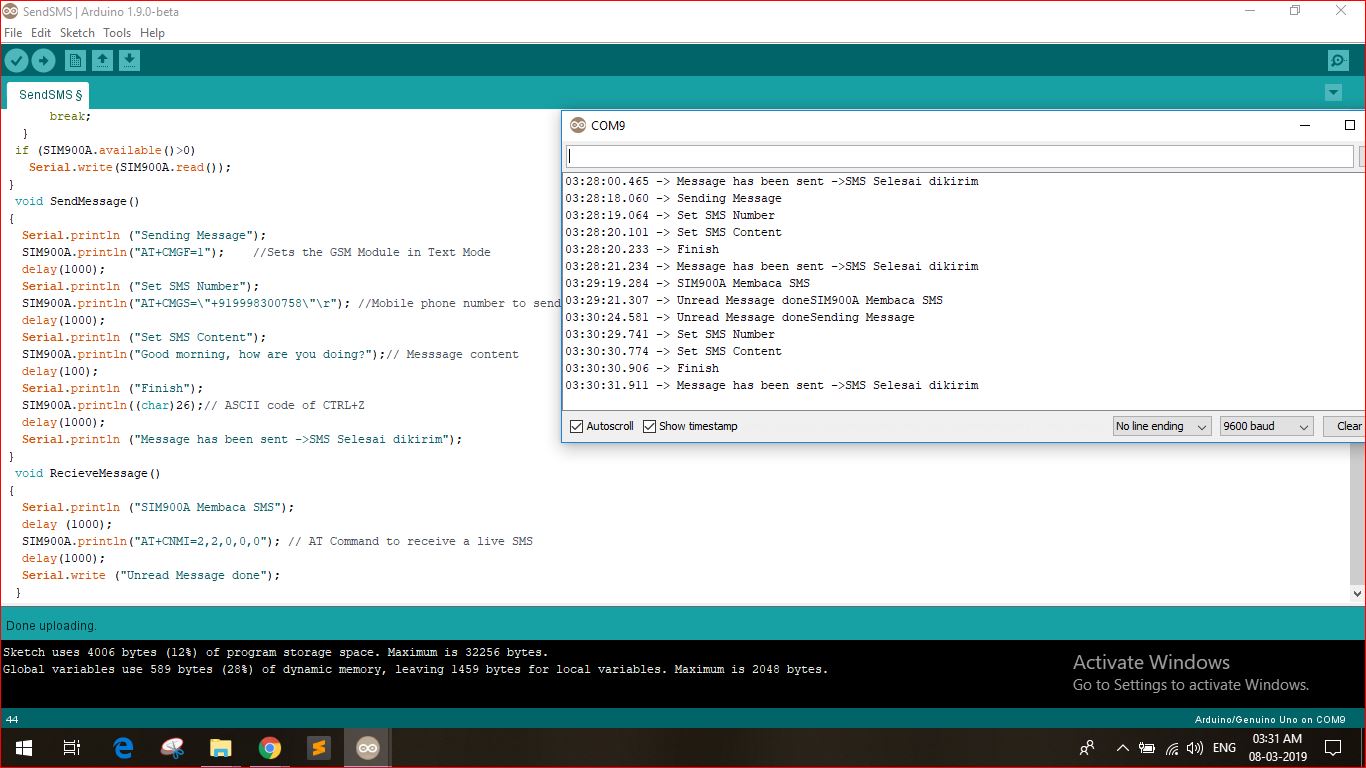 SendSMS | Arduino 1.9.0-beta
File Edit Sketch Tools Help
SendSMS §
break;
}
if (SIM900A.available()>0)
Serial.write(SIM900A.read());
}
void SendMessage()
{
Serial.println ("Sending Message");
SIM900A.println("AT+CMGF=1"); //Sets the GSM Module in Text Mode
delay(1000);
Serial.println ("Set SMS Number");
SIM900A.println("AT+CMGS=\"+919998300758\"\r"); //Mobile phone number to send
delay(1000);
Serial.println ("Set SMS Content");
SIM900A.println("Good morning, how are you doing?");// Messsage content
delay(100);
Serial.println ("Finish");
SIM900A.println((char)26);// ASCII code of CTRL+Z
delay(1000);
Serial.println ("Message has been sent ->SMS Selesai dikirim");
}
void RecieveMessage()
{
Serial.println ("SIM900A Membaca SMS");
delay (1000);
SIM900A.println("AT+CNMI=2,2,0,0,0"); // AT Command to receive a live SMS
delay(1000);
Serial.write ("Unread Message done");
}
COM9
03:28:00.465 -> Message has been sent ->SMS Selesai dikirim
03:28:18.060 -> Sending Message
03:28:19.064 -> Set SMS Number
03:28:20.101 -> Set SMS Content
03:28:20.233 -> Finish
03:28:21.234 -> Message has been sent ->SMS Selesai dikirim
03:29:19.284 -> SIM900A Membaca SMS
03:29:21.307 -> Unread Message doneSIM900A Membaca SMS
03:30:24.581 -> Unread Message doneSending Message
03:30:29.741 -> Set SMS Number
03:30:30.774 -> Set SMS Content
03:30:30.906 -> Finish
03:30:31.911 -> Message has been sent ->SMS Selesai dikirim
Autoscroll Show timestamp No line ending 9600 baud Clear
Done uploading.
Sketch uses 4006 bytes (12%) of program storage space. Maximum is 32256 bytes.
Global variables use 589 bytes (28%) of dynamic memory, leaving 1459 bytes for local variables. Maximum is 2048 bytes.
Activate Windows
Go to Settings to activate Windows.
44 Arduino/Genuino Uno on COM9
ENG
03:31 AM
08-03-2019